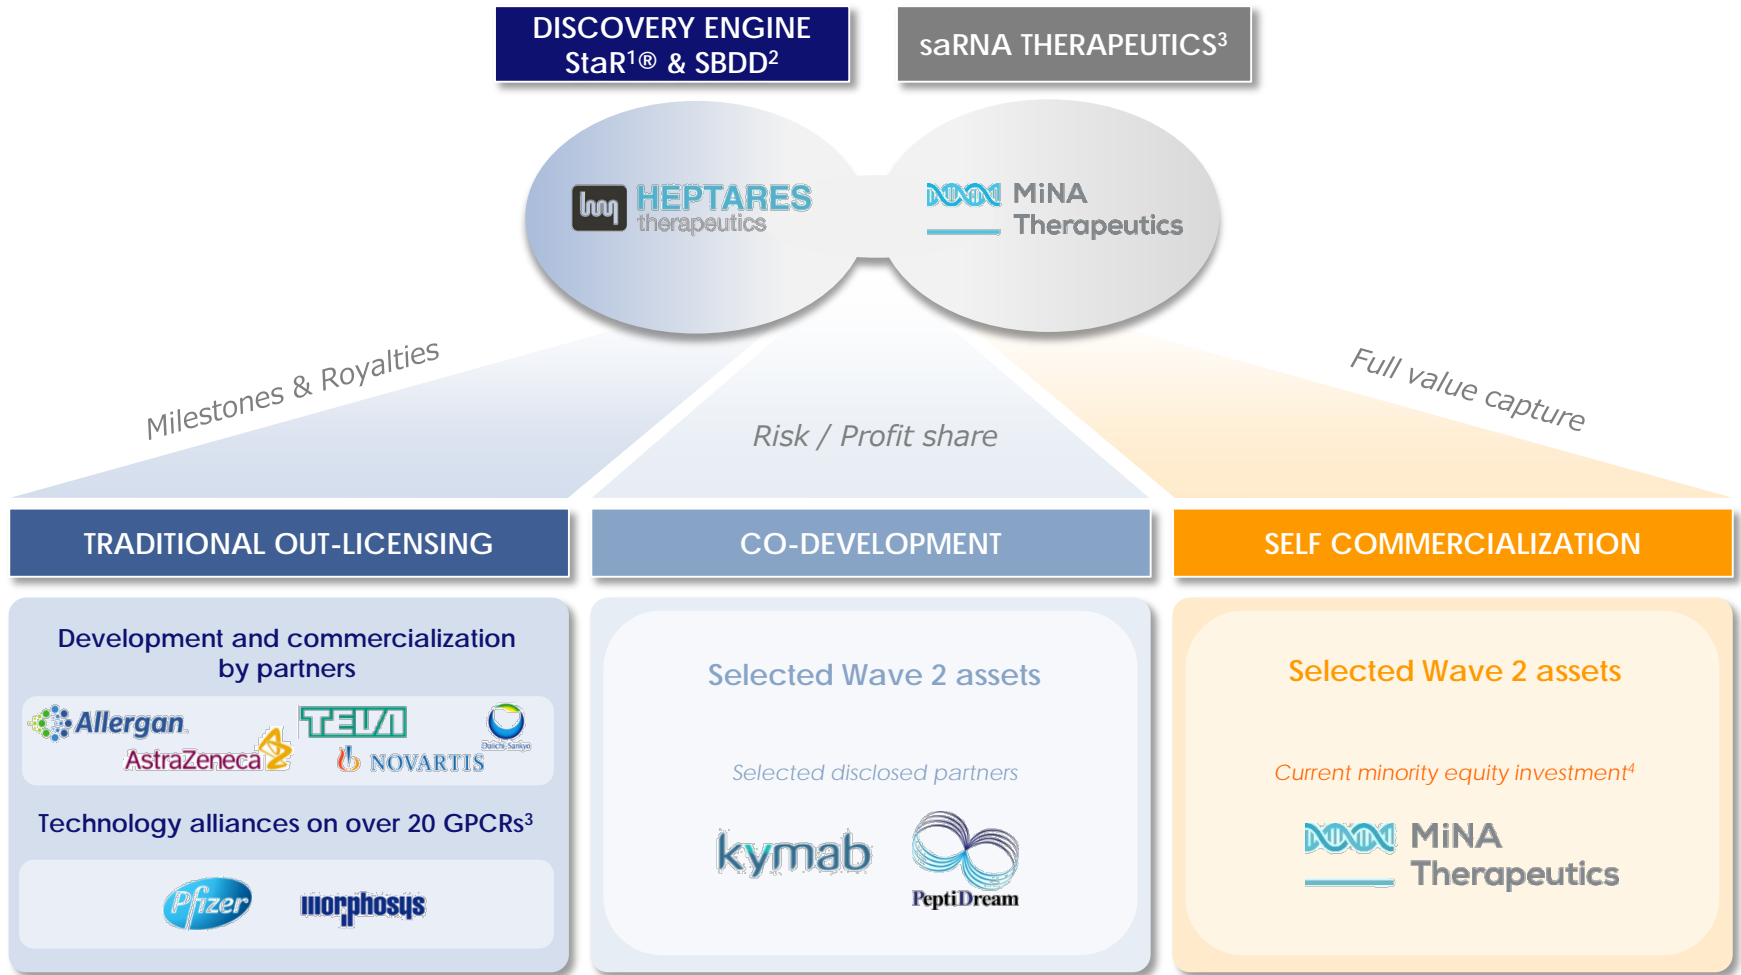 DISCOVERY ENGINE
StaR¹® & SBDD²
saRNA THERAPEUTICS³
HEPTARES
therapeutics
MiNA
Therapeutics
Milestones & Royalties
Risk / Profit share
Full value capture
TRADITIONAL OUT-LICENSING
CO-DEVELOPMENT
SELF COMMERCIALIZATION
Development and commercialization
by partners
Allergan
TEVA
Daiichi-Sankyo
AstraZeneca
NOVARTIS
Technology alliances on over 20 GPCRs³
Pfizer
morphosys
Selected Wave 2 assets
Selected disclosed partners
kymab
PeptiDream
Selected Wave 2 assets
Current minority equity investment⁴
MiNA
Therapeutics